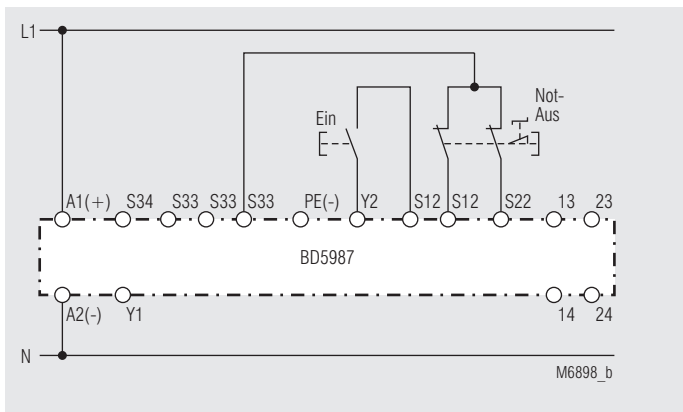 L1
Not-
Aus
Ein
A1(+) S34 S33 S33 S33 PE(-) Y2 S12 S12 S22 13 23
BD5987
A2(-) Y1 14 24
N
M6898_b